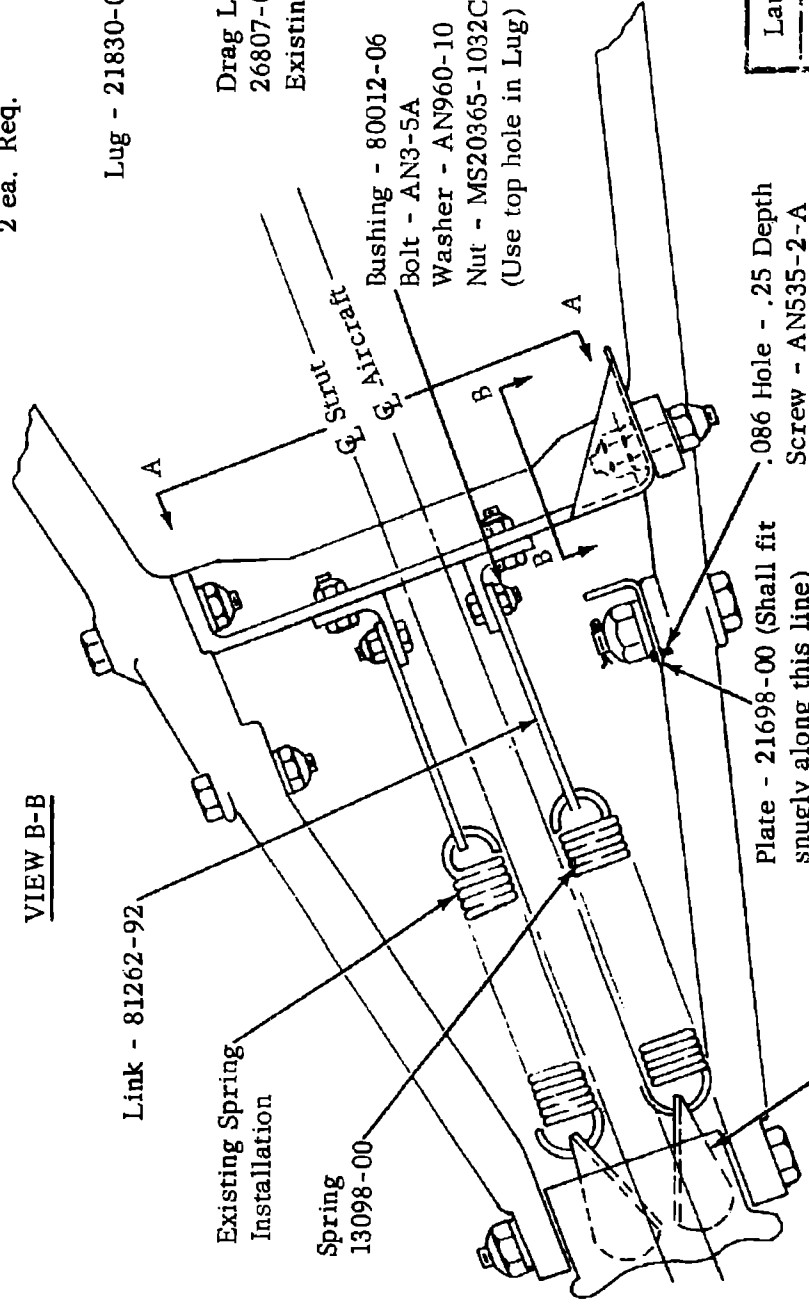 2 ea. Req.
Lug - 21830-0
Drag L
26807-0
Existin
VIEW B-B
Link - 81262-92
Existing Spring
Installation
Spring
13098-00
A
℄ Strut
℄ Aircraft
Bushing - 80012-06
Bolt - AN3-5A
Washer - AN960-10
Nut - MS20365-1032C
(Use top hole in Lug)
A
B
B
Plate - 21698-00 (Shall fit
snugly along this line)
.086 Hole - .25 Depth
Screw - AN535-2-A
Lau